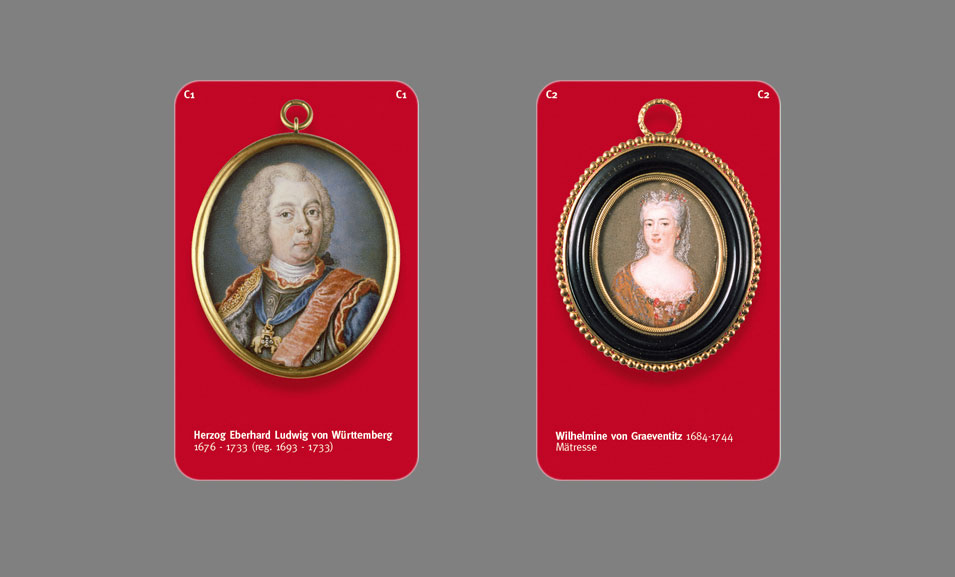 C1 C1
Herzog Eberhard Ludwig von Württemberg
1676 - 1733 (reg. 1693 - 1733)
C2 C2
Wilhelmine von Graeventitz 1684-1744
Mätresse